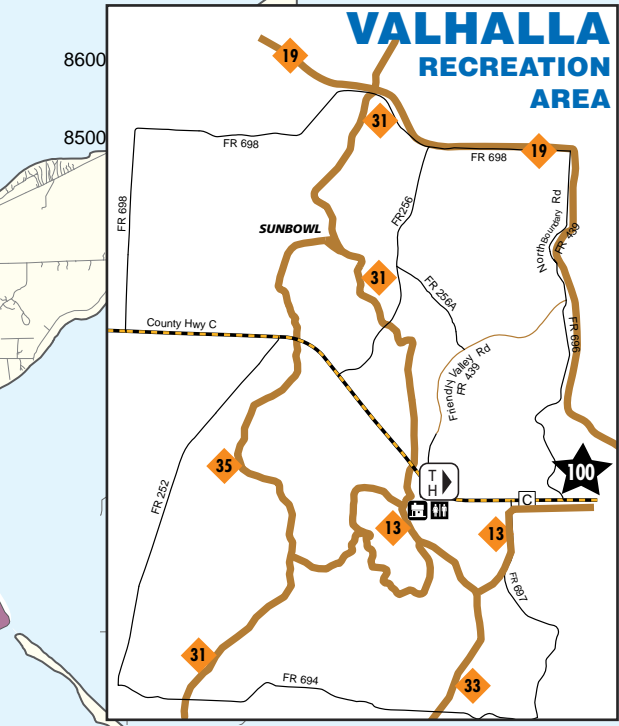 VALHALLA
RECREATION
AREA
8600
8500
19
31
FR 698
FR 698
19
FR 698
FR256
North Boundary Rd
FR 439
SUNBOWL
31
FR 256A
County Hwy C
FR 696
Friendly Valley Rd
FR 439
35
T
H
100
C
FR 252
13
13
FR 697
31
FR 694
33